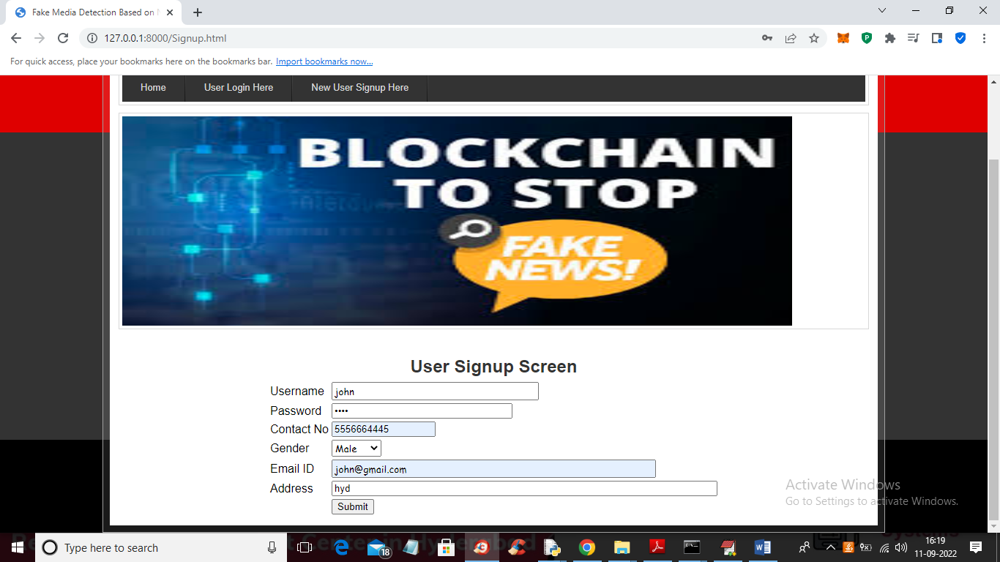 Fake Media Detection Based on
127.0.0.1:8000/Signup.html
For quick access, place your bookmarks here on the bookmarks bar. Import bookmarks now...
Home User Login Here New User Signup Here
BLOCKCHAIN
TO STOP
FAKE
NEWS!
User Signup Screen
Username john
Password ••••
Contact No 5556664445
Gender Male
Email ID john@gmail.com
Address hyd
Submit
Activate Windows
Go to Settings to activate Windows.
Type here to search
18
16:19
11-09-2022